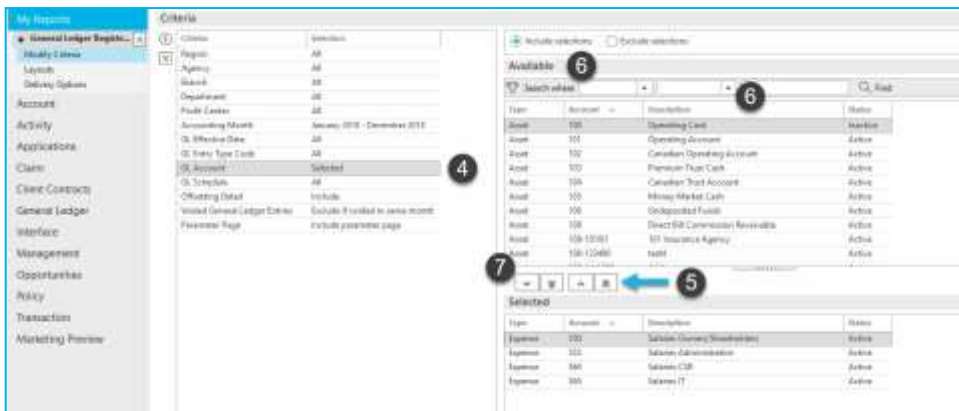 My Reports
General Ledger Registe...
Modify Criteria
Layouts
Delivery Options
Account
Activity
Applications
Claim
Client Contracts
General Ledger
Interface
Management
Opportunities
Policy
Transaction
Marketing Preview
Criteria
Criteria Selection
Region All
Agency All
Branch All
Department All
Profit Center All
Accounting Month January 2018 - December 2018
GL Effective Date All
GL Entry Type Code All
GL Account Selected
GL Schedule All
Offsetting Detail Include
Voided General Ledger Entries Exclude if voided in same month
Parameter Page Include parameter page
4
Include selections Exclude selections
Available 6
Search where 6 Find
Type Account Description Status
Asset 100 Operating Cash Inactive
Asset 101 Operating Account Active
Asset 102 Canadian Operating Account Active
Asset 103 Premium Trust Cash Active
Asset 104 Canadian Trust Account Active
Asset Money Market Cash Active
Asset Undeposited Funds Active
Asset Direct Bill Commission Receivable Active
Asset 101 Insurance Agency Active
Asset Active
7 5
Selected
Type Account Description Status
Expense Salaries Owners/Shareholders Active
Expense Salaries Administrative Active
Expense Salaries CSR Active
Expense Salaries IT Active